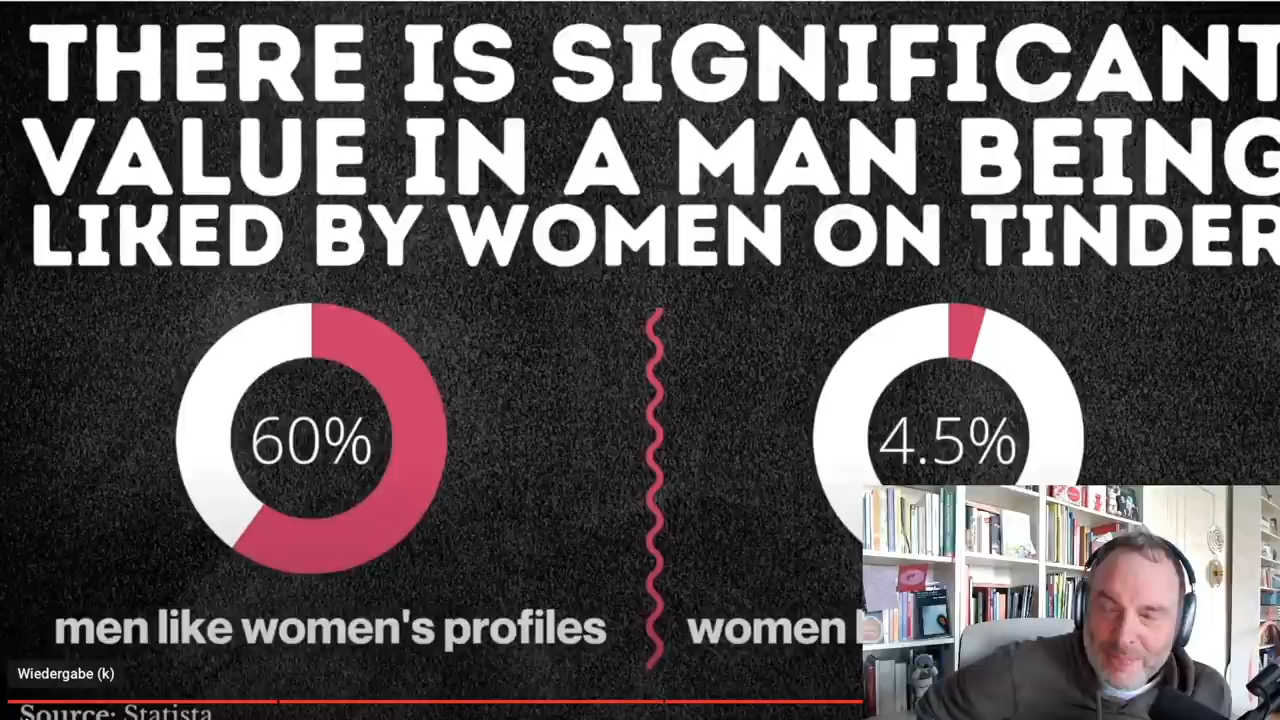 THERE IS SIGNIFICANT
VALUE IN A MAN BEING
LIKED BY WOMEN ON TINDER
60%
4.5%
men like women's profiles
women
Wiedergabe (k)
Source: Statista